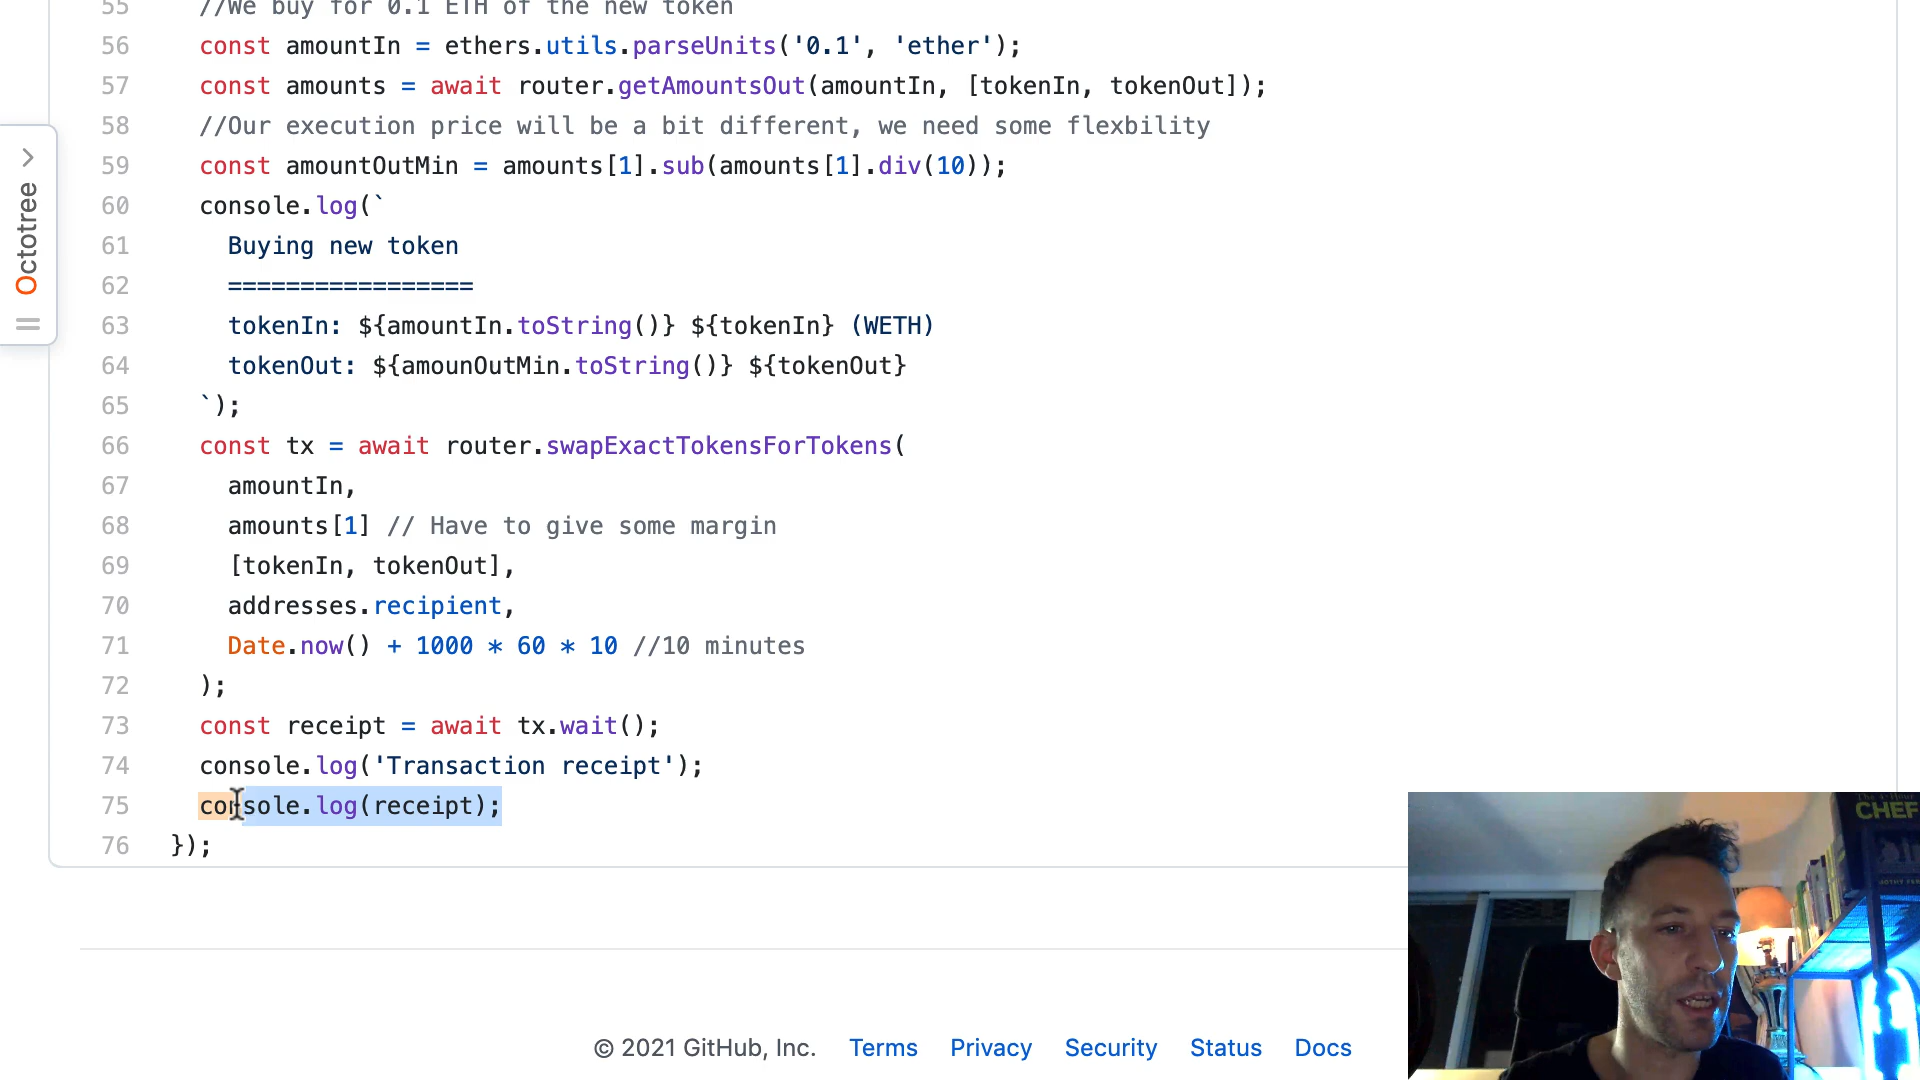 55 //We buy for 0.1 ETH of the new token
56 const amountIn = ethers.utils.parseUnits('0.1', 'ether');
57 const amounts = await router.getAmountsOut(amountIn, [tokenIn, tokenOut]);
58 //Our execution price will be a bit different, we need some flexbility
59 const amountOutMin = amounts[1].sub(amounts[1].div(10));
60 console.log(`
61 Buying new token
62 =================
63 tokenIn: ${amountIn.toString()} ${tokenIn} (WETH)
64 tokenOut: ${amounOutMin.toString()} ${tokenOut}
65 `);
66 const tx = await router.swapExactTokensForTokens(
67 amountIn,
68 amounts[1] // Have to give some margin
69 [tokenIn, tokenOut],
70 addresses.recipient,
71 Date.now() + 1000 * 60 * 10 //10 minutes
72 );
73 const receipt = await tx.wait();
74 console.log('Transaction receipt');
75 console.log(receipt);
76 });
Octotree
CHEF
© 2021 GitHub, Inc. Terms Privacy Security Status Docs